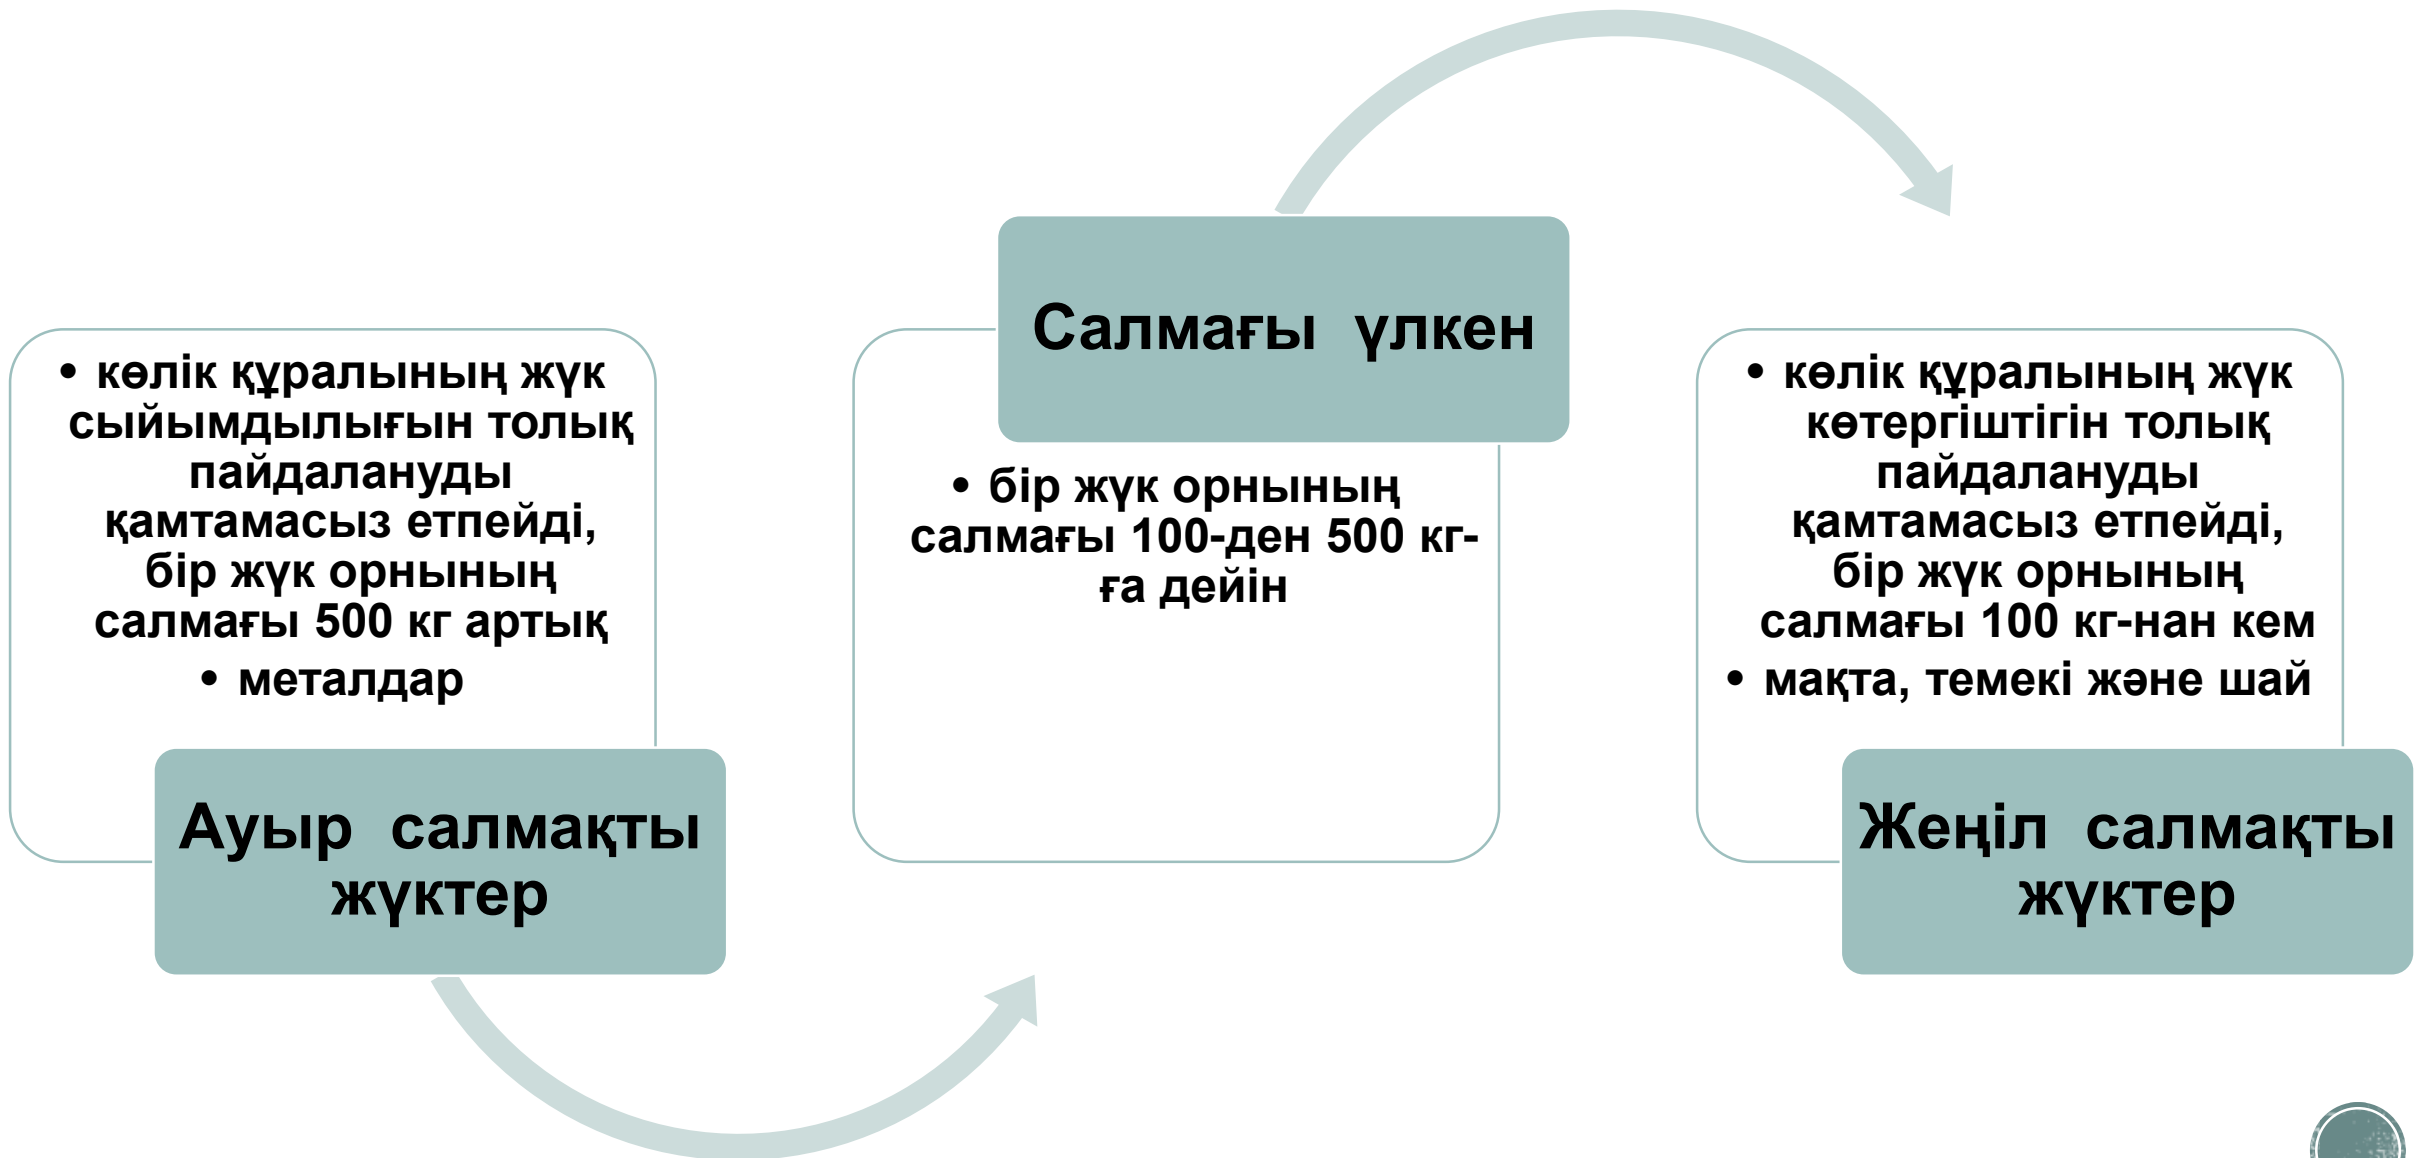 • көлік құралының жүк
сыйымдылығын толық
пайдалануды
қамтамасыз етпейді,
бір жүк орнының
салмағы 500 кг артық
• металдар
Ауыр салмақты
жүктер
Салмағы үлкен
• бір жүк орнының
салмағы 100-ден 500 кг-
ға дейін
• көлік құралының жүк
көтергіштігін толық
пайдалануды
қамтамасыз етпейді,
бір жүк орнының
салмағы 100 кг-нан кем
• мақта, темекі және шай
Жеңіл салмақты
жүктер